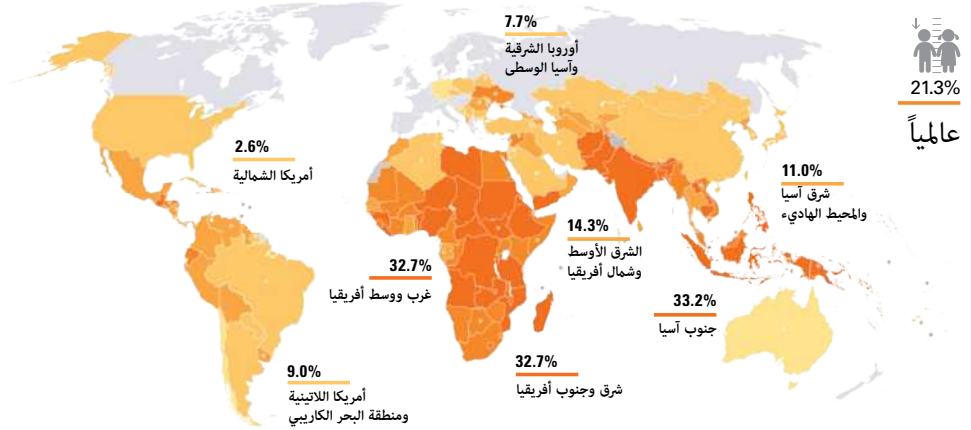 7.7%
أوروبا الشرقية
وآسيا الوسطى
21.3%
عالمياً
2.6%
أمريكا الشمالية
11.0%
شرق آسيا
والمحيط الهاديء
14.3%
الشرق الأوسط
وشمال أفريقيا
32.7%
غرب ووسط أفريقيا
33.2%
جنوب آسيا
32.7%
شرق وجنوب أفريقيا
9.0%
أمريكا اللاتينية
ومنطقة البحر الكاريبي